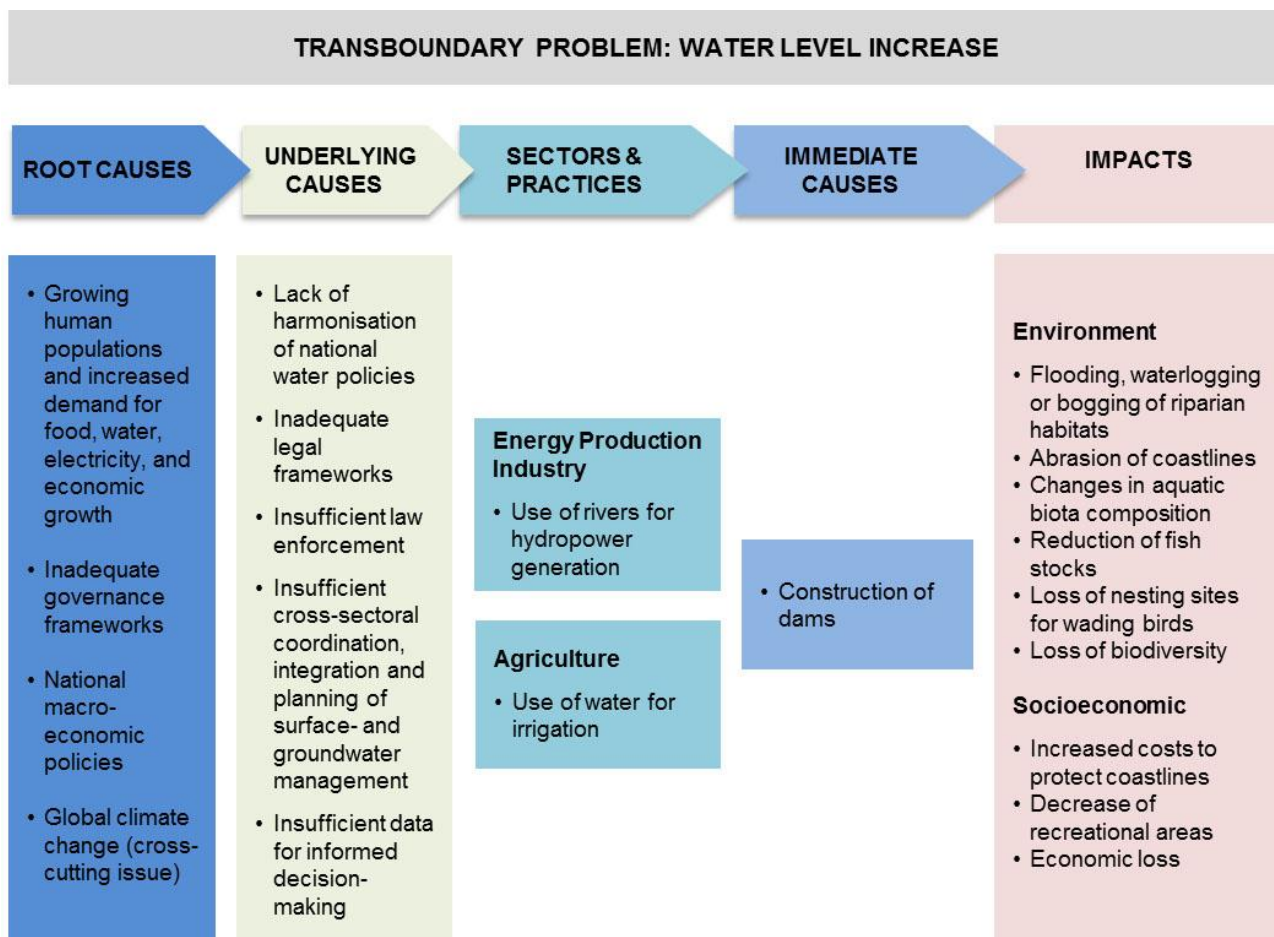 TRANSBOUNDARY PROBLEM: WATER LEVEL INCREASE
ROOT CAUSES
UNDERLYING
CAUSES
SECTORS &
PRACTICES
IMMEDIATE
CAUSES
IMPACTS
• Growing
human
populations
and increased
demand for
food, water,
electricity, and
economic
growth
• Inadequate
governance
frameworks
• National
macro-
economic
policies
• Global climate
change (cross-
cutting issue)
• Lack of
harmonisation
of national
water policies
• Inadequate
legal
frameworks
• Insufficient law
enforcement
• Insufficient
cross-sectoral
coordination,
integration and
planning of
surface- and
groundwater
management
• Insufficient data
for informed
decision-
making
Energy Production
Industry
• Use of rivers for
hydropower
generation
Agriculture
• Use of water for
irrigation
• Construction of
dams
Environment
• Flooding, waterlogging
or bogging of riparian
habitats
• Abrasion of coastlines
• Changes in aquatic
biota composition
• Reduction of fish
stocks
• Loss of nesting sites
for wading birds
• Loss of biodiversity
Socioeconomic
• Increased costs to
protect coastlines
• Decrease of
recreational areas
• Economic loss